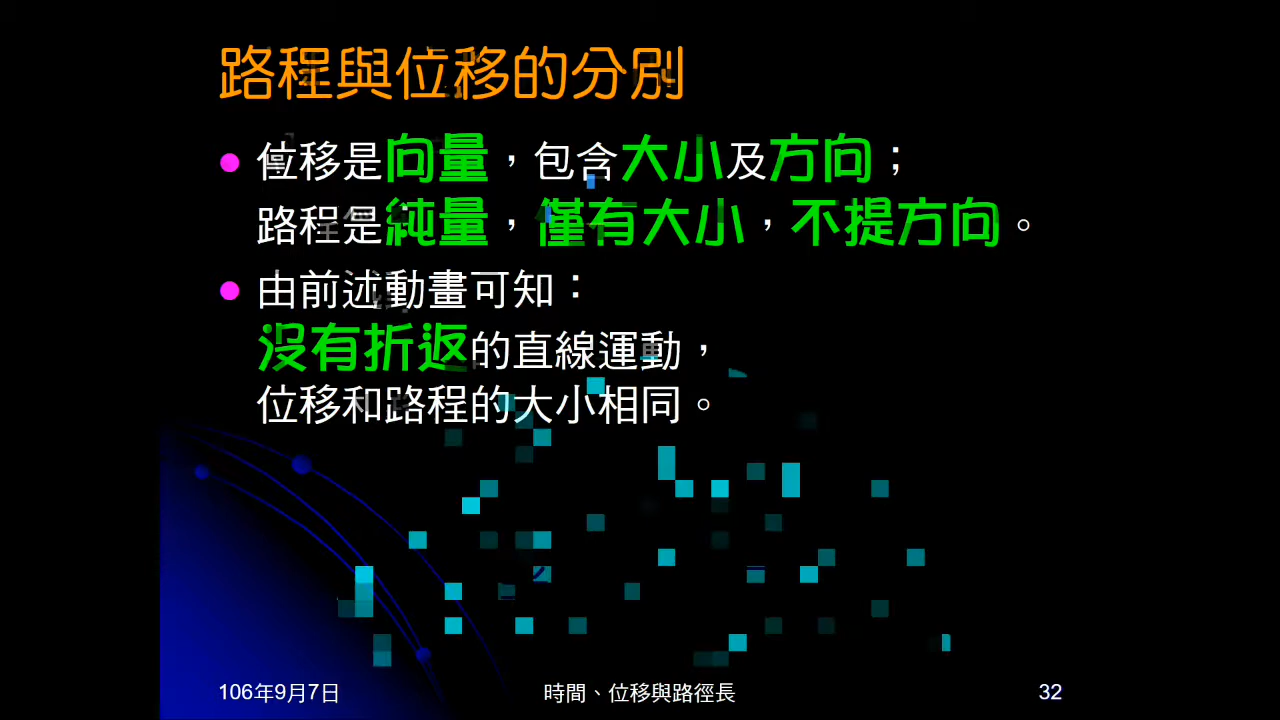 路程與位移的分別
位移是向量，包含大小及方向；
路程是純量，僅有大小，不提方向。
由前述動畫可知：
沒有折返的直線運動，
位移和路程的大小相同。
106年9月7日
時間、位移與路徑長
32